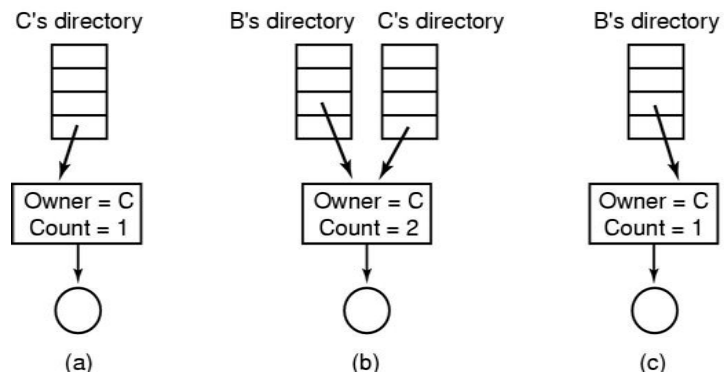 C's directory
Owner = C
Count = 1
(a)
B's directory C's directory
Owner = C
Count = 2
(b)
B's directory
Owner = C
Count = 1
(c)